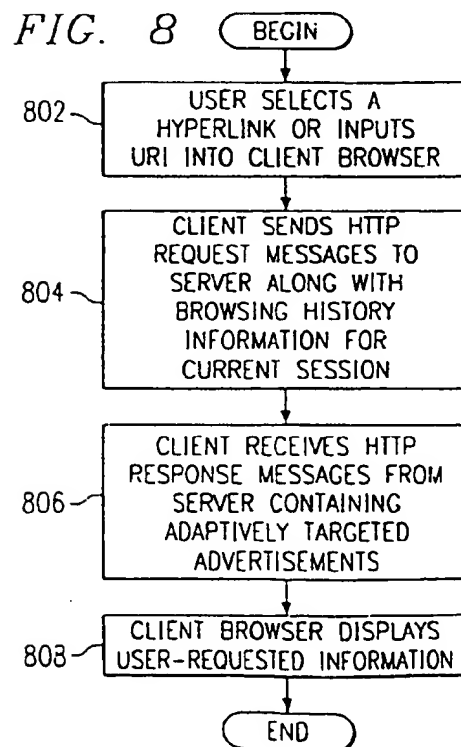 FIG. 8
BEGIN
802
USER SELECTS A
HYPERLINK OR INPUTS
URI INTO CLIENT BROWSER
804
CLIENT SENDS HTTP
REQUEST MESSAGES TO
SERVER ALONG WITH
BROWSING HISTORY
INFORMATION FOR
CURRENT SESSION
806
CLIENT RECEIVES HTTP
RESPONSE MESSAGES FROM
SERVER CONTAINING
ADAPTIVELY TARGETED
ADVERTISEMENTS
808
CLIENT BROWSER DISPLAYS
USER-REQUESTED INFORMATION
END